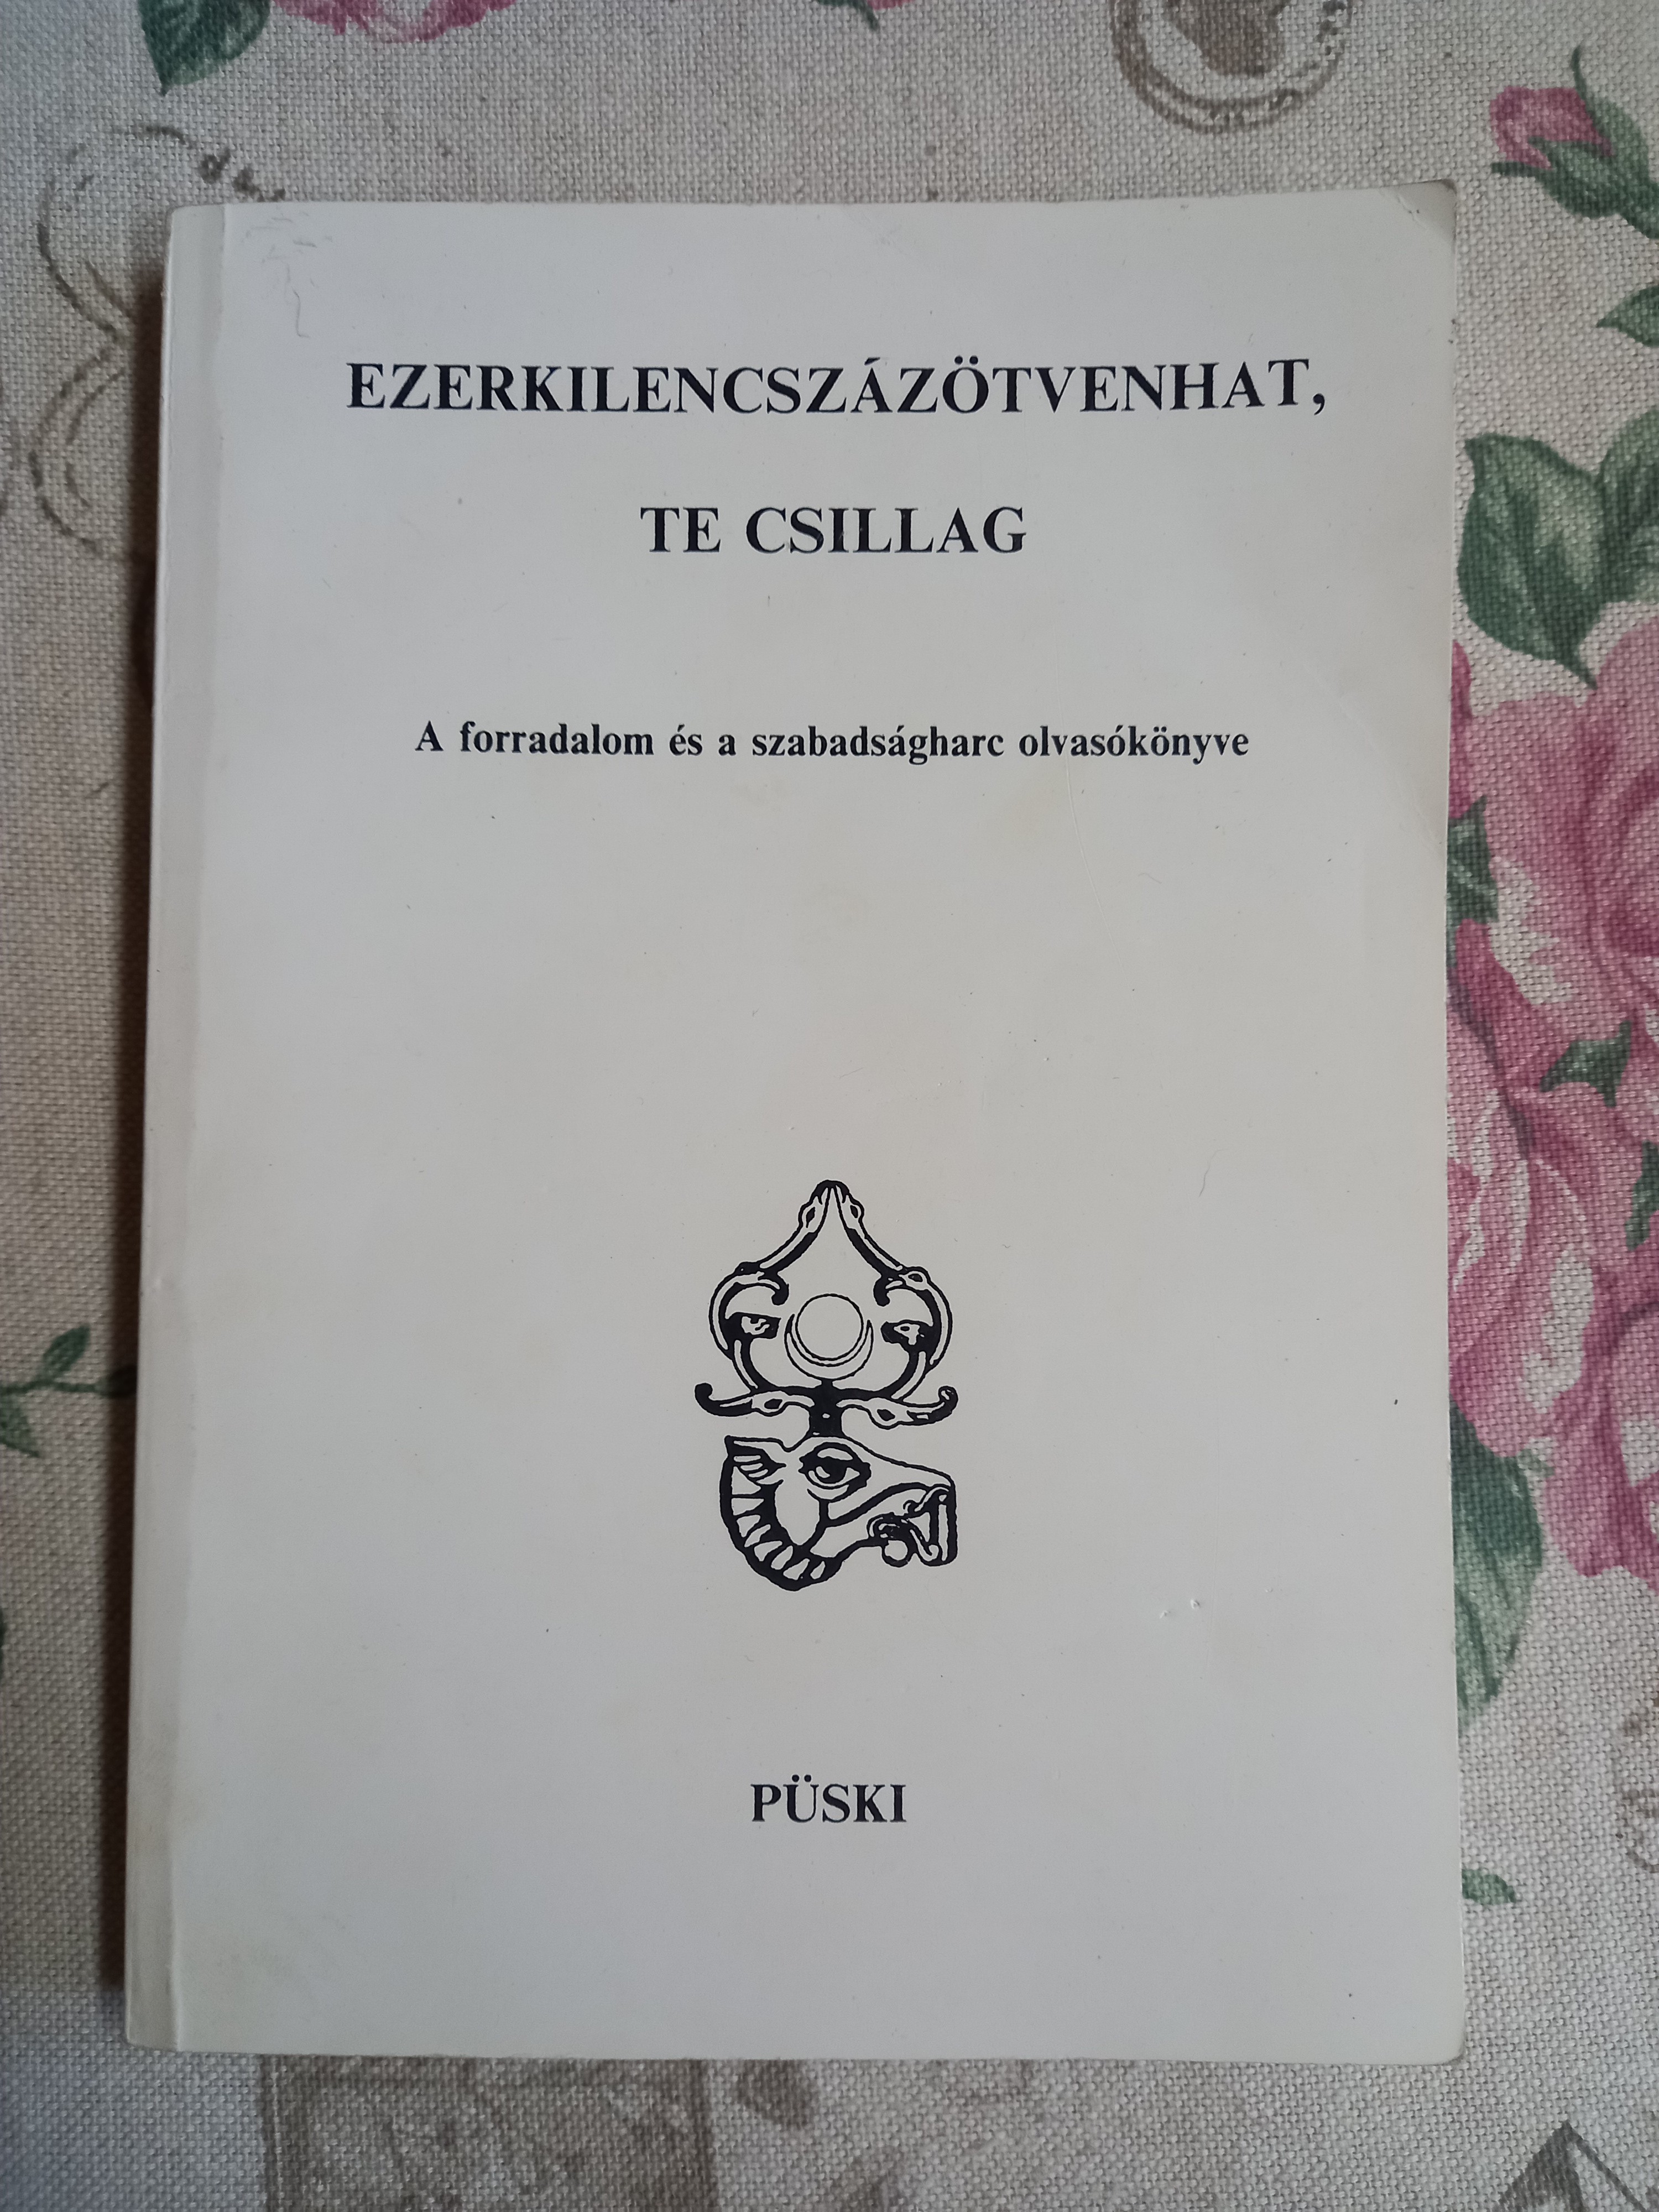 EZERKILENCSZÁZÖTVENHAT,
TE CSILLAG
A forradalom és a szabadságharc olvasókönyve
PÜSKI